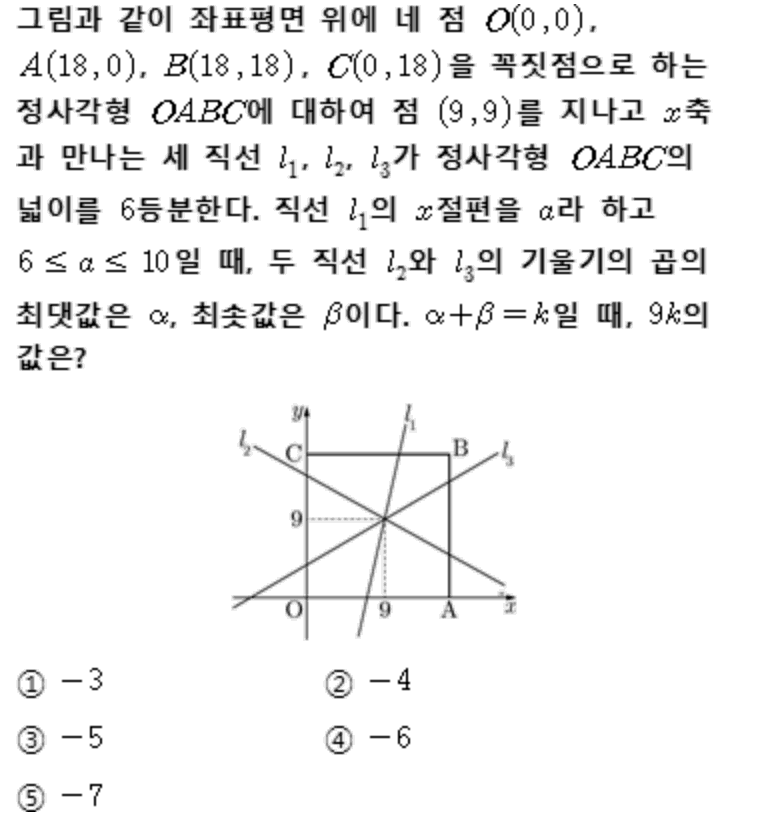 그림과 같이 좌표평면 위에 네 점 O(0,0),
A(18,0), B(18,18), C(0,18)을 꼭짓점으로 하는
정사각형 OABC에 대하여 점 (9,9)를 지나고 x축
과 만나는 세 직선 l₁, l₂, l₃가 정사각형 OABC의
넓이를 6등분한다. 직선 l₁의 x절편을 a라 하고
6 ≤ a ≤ 10일 때, 두 직선 l₂와 l₃의 기울기의 곱의
최댓값은 α, 최솟값은 β이다. α+β=k일 때, 9k의
값은?
y l₁
l₂ C B l₃
9
O 9 A x
① -3 ② -4
③ -5 ④ -6
⑤ -7